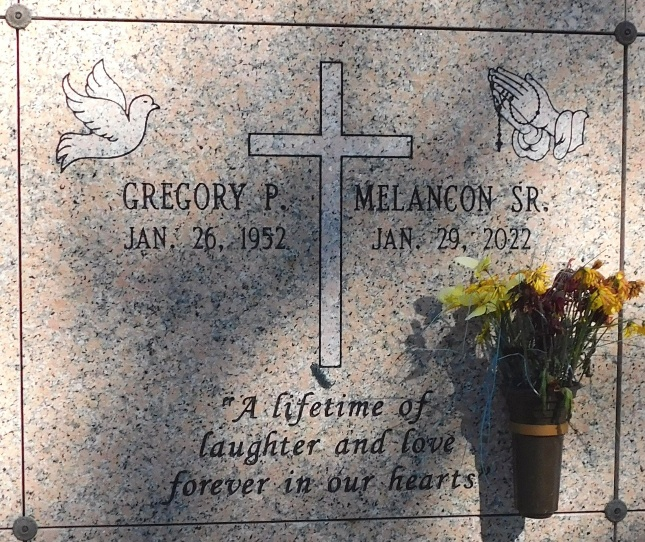 GREGORY P. MELANCON SR.
JAN. 26, 1952 JAN. 29, 2022
"A lifetime of
laughter and love
forever in our hearts"